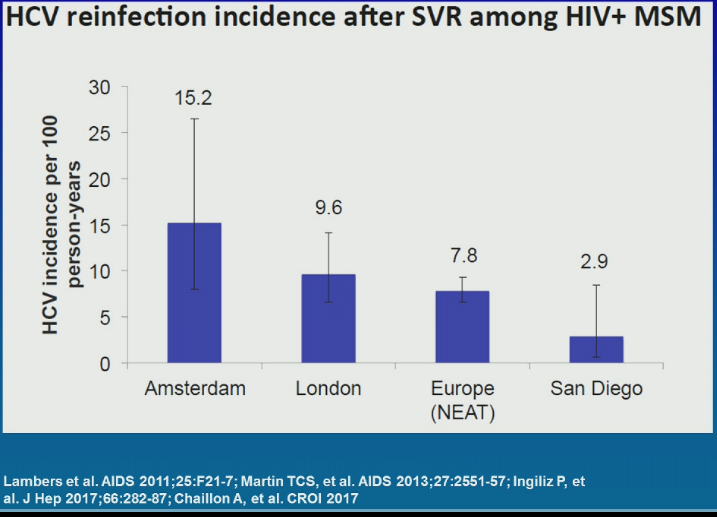 HCV reinfection incidence after SVR among HIV+ MSM
HCV incidence per 100
person-years
30
25
20
15
10
5
0
15.2
9.6
7.8
2.9
Amsterdam
London
Europe
(NEAT)
San Diego
Lambers et al. AIDS 2011;25:F21-7; Martin TCS, et al. AIDS 2013;27:2551-57; Ingiliz P, et
al. J Hep 2017;66:282-87; Chaillon A, et al. CROI 2017